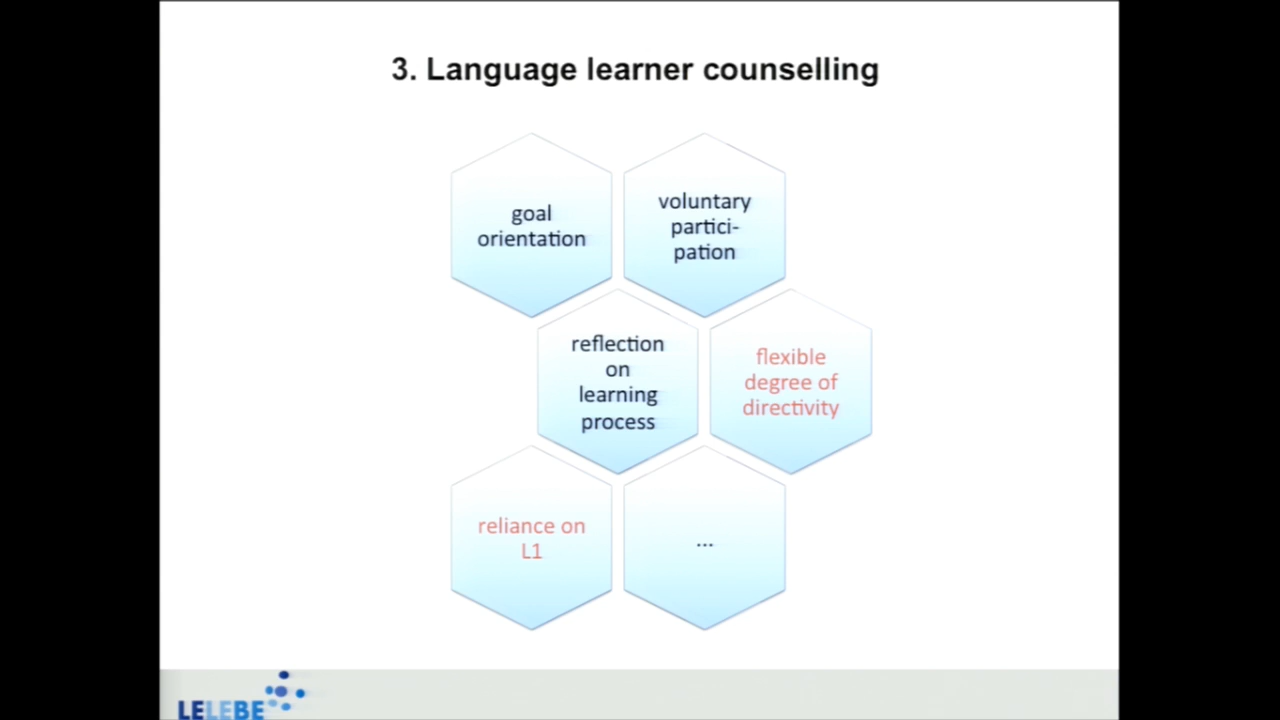 3. Language learner counselling
goal
orientation
voluntary
partici-
pation
reflection
on
learning
process
flexible
degree of
directivity
reliance on
L1
...
LELEBE